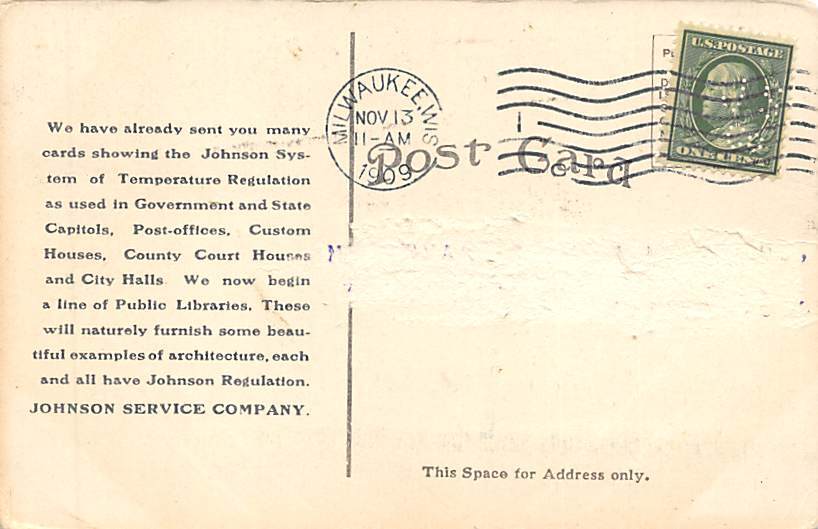 We have already sent you many
cards showing the Johnson Sys-
tem of Temperature Regulation
as used in Government and State
Capitols, Post-offices, Custom
Houses, County Court Houses
and City Halls We now begin
a line of Public Libraries. These
will naturely furnish some beau-
tiful examples of architecture, each
and all have Johnson Regulation.
JOHNSON SERVICE COMPANY.
MILWAUKEE, WIS
NOV 13
11-AM
1909
U.S. POSTAGE
ONE CENT
Post Card
This Space for Address only.